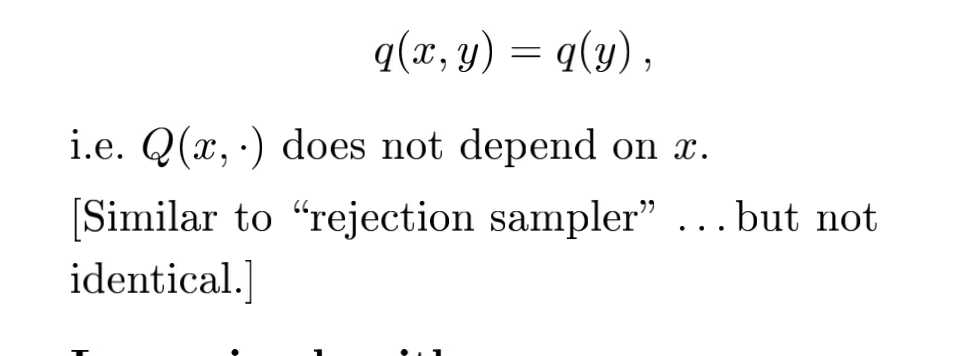 q(x, y) = q(y) ,
i.e. Q(x, ·) does not depend on x.
[Similar to “rejection sampler” . . . but not
identical.]